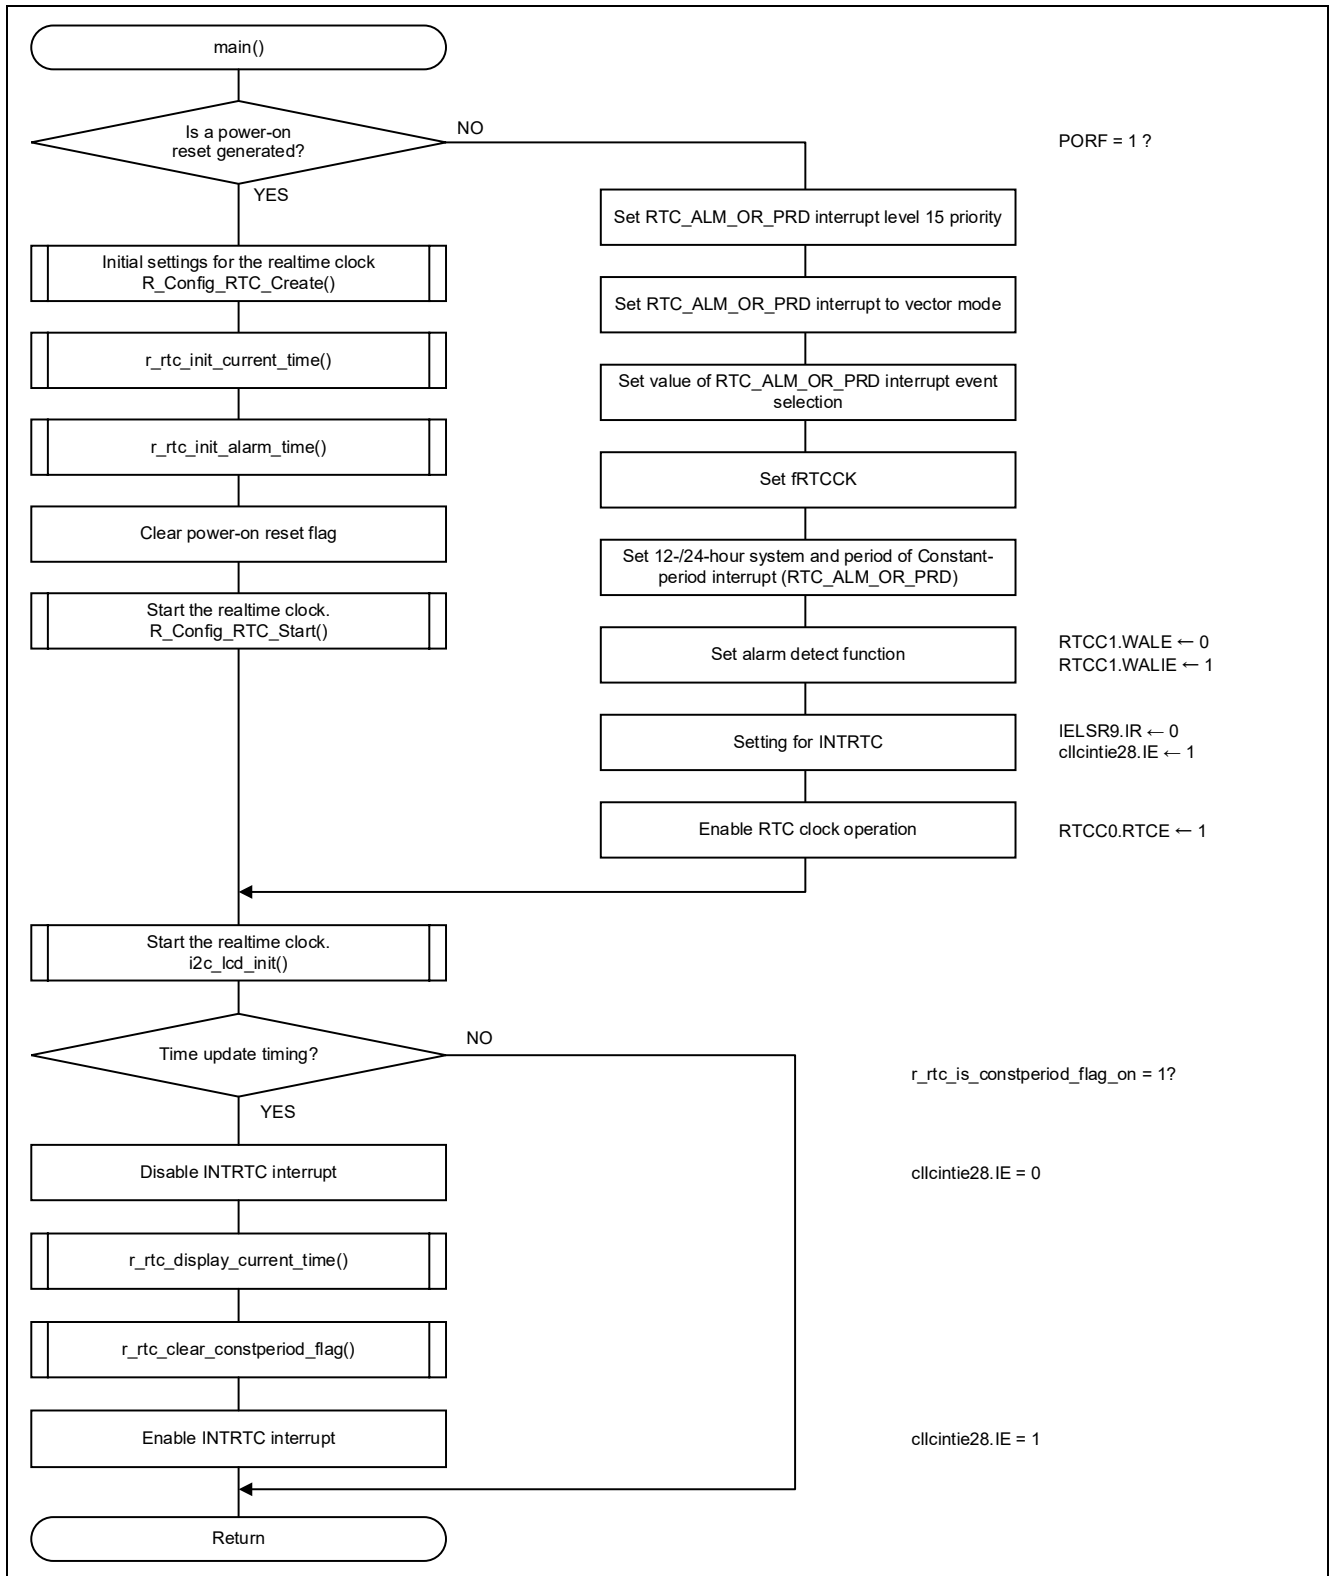 main()
Is a power-on
reset generated?
NO
PORF = 1 ?
YES
Initial settings for the realtime clock
R_Config_RTC_Create()
r_rtc_init_current_time()
r_rtc_init_alarm_time()
Clear power-on reset flag
Start the realtime clock.
R_Config_RTC_Start()
Set RTC_ALM_OR_PRD interrupt level 15 priority
Set RTC_ALM_OR_PRD interrupt to vector mode
Set value of RTC_ALM_OR_PRD interrupt event
selection
Set fRTCCK
Set 12-/24-hour system and period of Constant-
period interrupt (RTC_ALM_OR_PRD)
Set alarm detect function
RTCC1.WALE ← 0
RTCC1.WALIE ← 1
Setting for INTRTC
IELSR9.IR ← 0
cllcintie28.IE ← 1
Enable RTC clock operation
RTCC0.RTCE ← 1
Start the realtime clock.
i2c_lcd_init()
Time update timing?
NO
r_rtc_is_constperiod_flag_on = 1?
YES
Disable INTRTC interrupt
cllcintie28.IE = 0
r_rtc_display_current_time()
r_rtc_clear_constperiod_flag()
Enable INTRTC interrupt
cllcintie28.IE = 1
Return